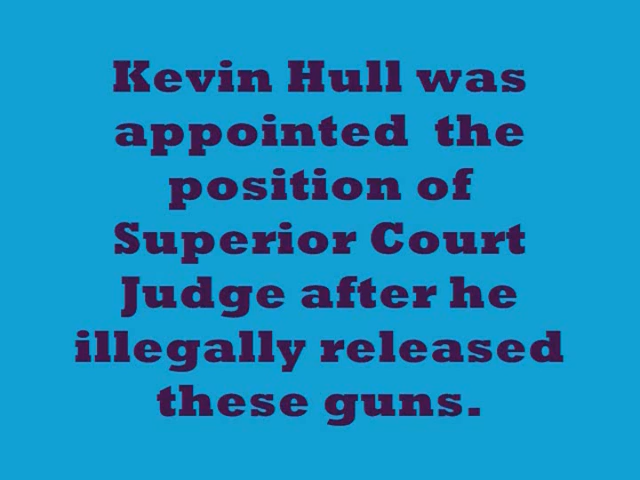 Kevin Hull was
appointed the
position of
Superior Court
Judge after he
illegally released
these guns.